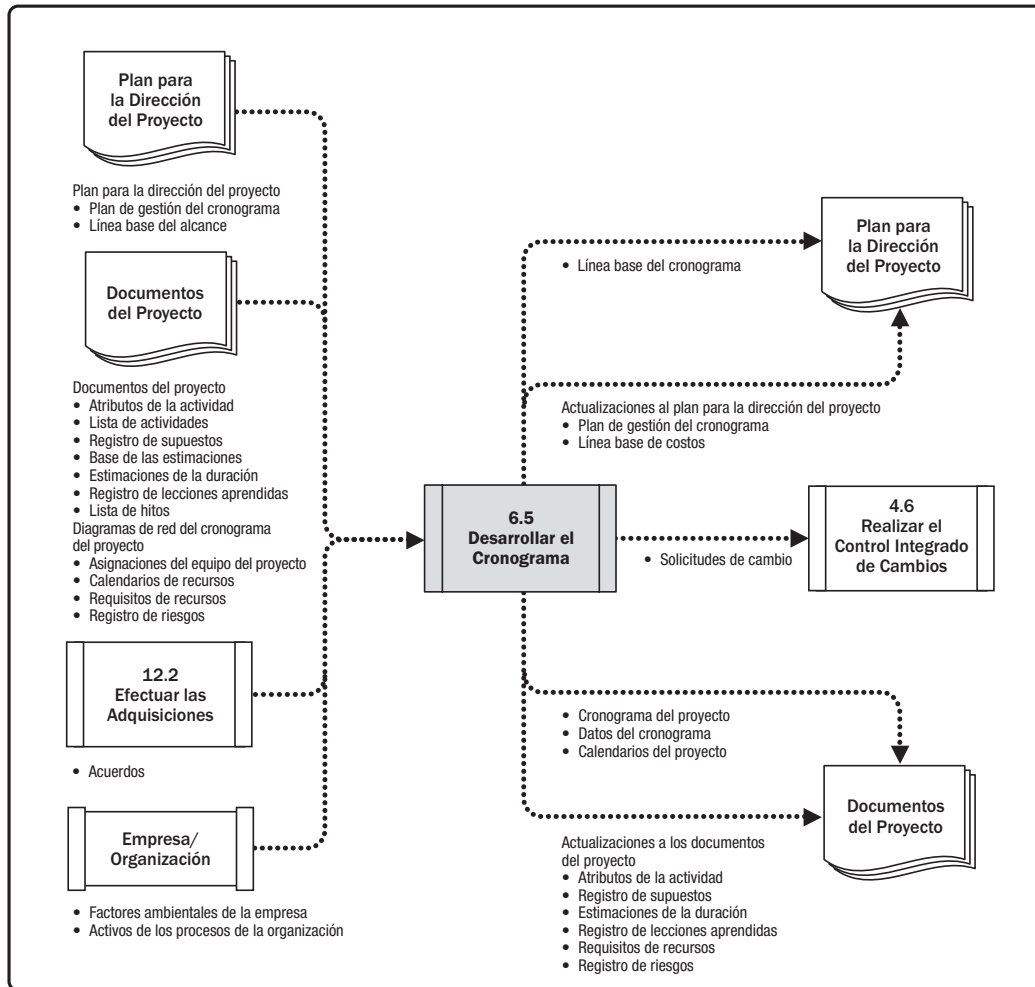 Plan para
la Dirección
del Proyecto
Plan para la dirección del proyecto
• Plan de gestión del cronograma
• Línea base del alcance
Documentos
del Proyecto
Documentos del proyecto
• Atributos de la actividad
• Lista de actividades
• Registro de supuestos
• Base de las estimaciones
• Estimaciones de la duración
• Registro de lecciones aprendidas
• Lista de hitos
Diagramas de red del cronograma
del proyecto
• Asignaciones del equipo del proyecto
• Calendarios de recursos
• Requisitos de recursos
• Registro de riesgos
12.2
Efectuar las
Adquisiciones
• Acuerdos
Empresa/
Organización
• Factores ambientales de la empresa
• Activos de los procesos de la organización
6.5
Desarrollar el
Cronograma
• Línea base del cronograma
Plan para
la Dirección
del Proyecto
Actualizaciones al plan para la dirección del proyecto
• Plan de gestión del cronograma
• Línea base de costos
• Solicitudes de cambio
4.6
Realizar el
Control Integrado
de Cambios
• Cronograma del proyecto
• Datos del cronograma
• Calendarios del proyecto
Documentos
del Proyecto
Actualizaciones a los documentos
del proyecto
• Atributos de la actividad
• Registro de supuestos
• Estimaciones de la duración
• Registro de lecciones aprendidas
• Requisitos de recursos
• Registro de riesgos